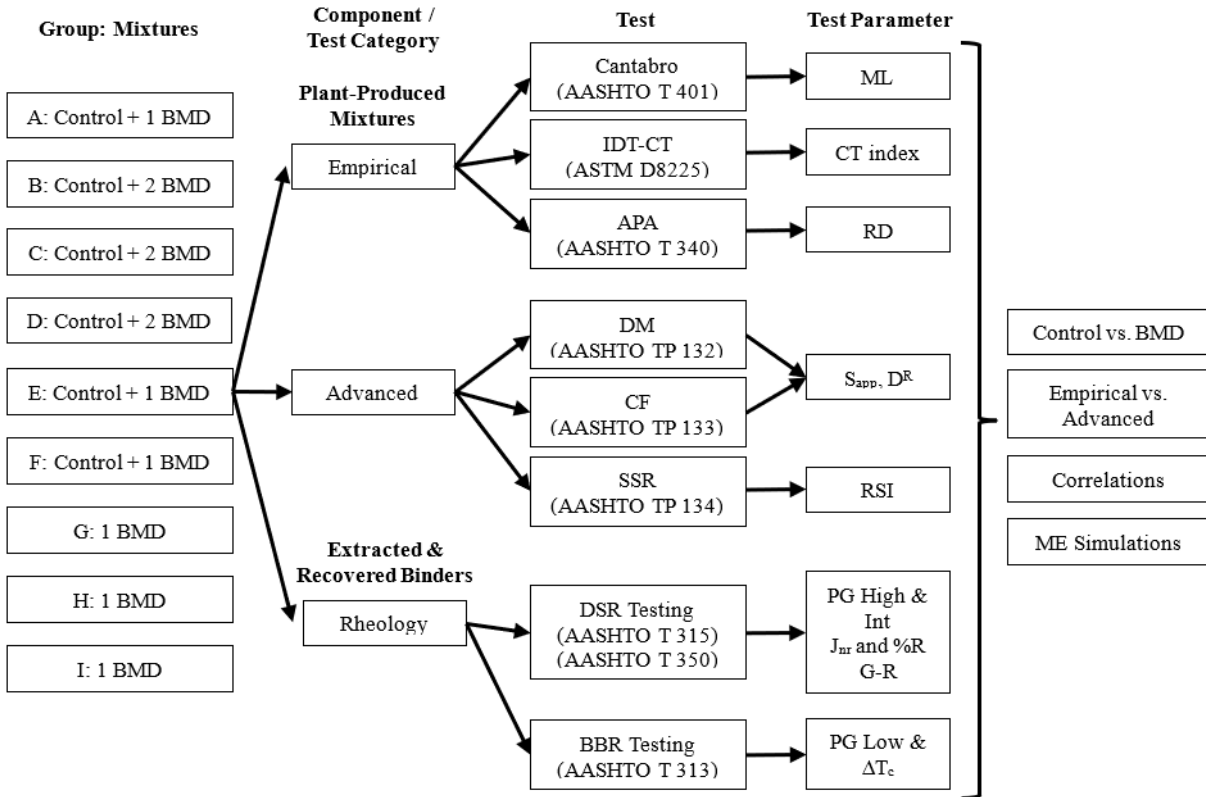 Group: Mixtures
A: Control + 1 BMD
B: Control + 2 BMD
C: Control + 2 BMD
D: Control + 2 BMD
E: Control + 1 BMD
F: Control + 1 BMD
G: 1 BMD
H: 1 BMD
I: 1 BMD
Component /
Test Category
Plant-Produced
Mixtures
Empirical
Advanced
Extracted &
Recovered Binders
Rheology
Test
Cantabro
(AASHTO T 401)
IDT-CT
(ASTM D8225)
APA
(AASHTO T 340)
DM
(AASHTO TP 132)
CF
(AASHTO TP 133)
SSR
(AASHTO TP 134)
DSR Testing
(AASHTO T 315)
(AASHTO T 350)
BBR Testing
(AASHTO T 313)
Test Parameter
ML
CT index
RD
Sapp, DR
RSI
PG High &
Int
Jnr and %R
G-R
PG Low &
ΔTc
Control vs. BMD
Empirical vs.
Advanced
Correlations
ME Simulations